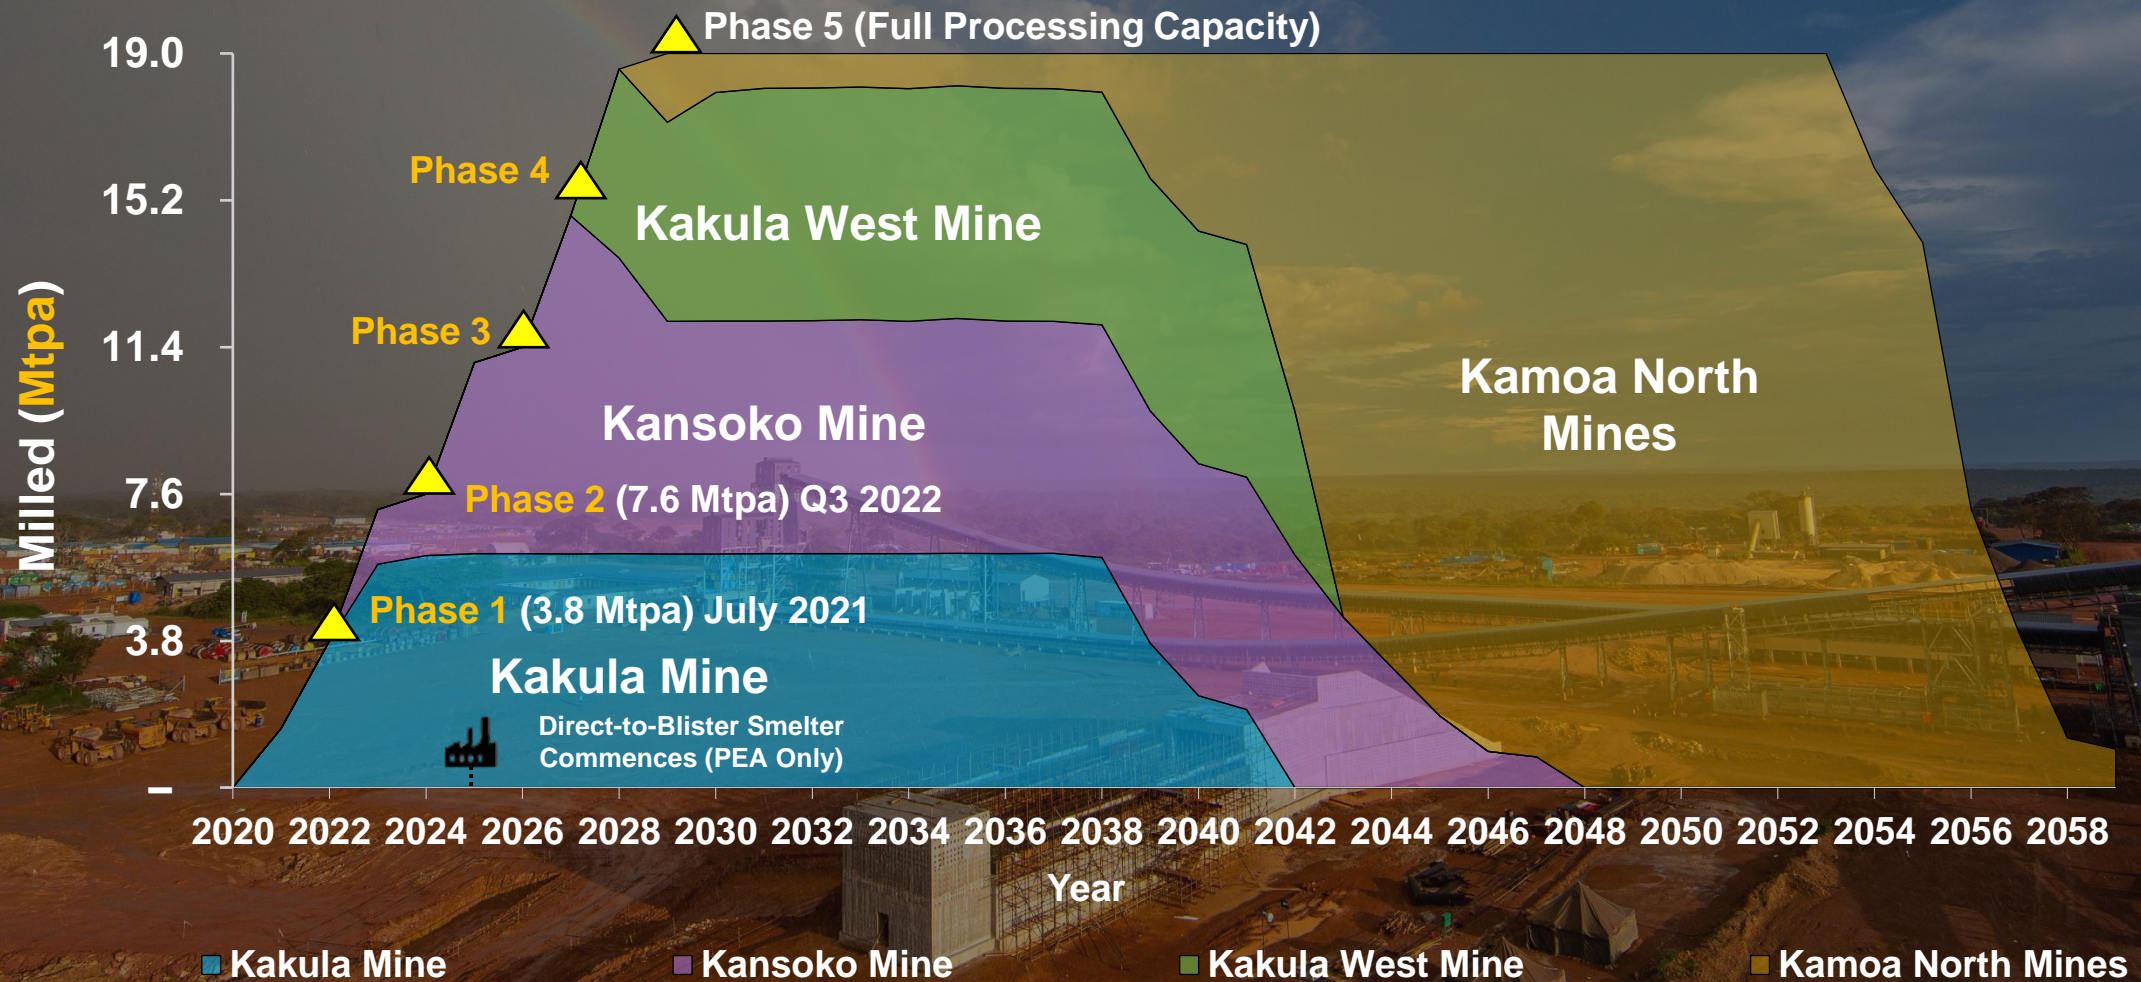 Phase 5 (Full Processing Capacity)
19.0
Phase 4
15.2
Kakula West Mine
Phase 3
11.4
Kamoa North
Mines
Kansoko Mine
7.6
Phase 2 (7.6 Mtpa) Q3 2022
Milled (Mtpa)
Phase 1 (3.8 Mtpa) July 2021
3.8
Kakula Mine
Direct-to-Blister Smelter
Commences (PEA Only)
–
2020 2022 2024 2026 2028 2030 2032 2034 2036 2038 2040 2042 2044 2046 2048 2050 2052 2054 2056 2058
Year
Kakula Mine Kansoko Mine Kakula West Mine Kamoa North Mines